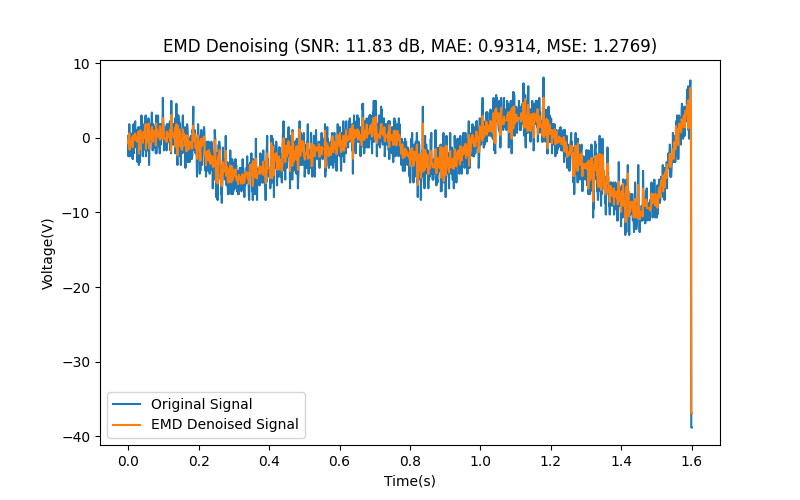 EMD Denoising (SNR: 11.83 dB, MAE: 0.9314, MSE: 1.2769)
10
0
−10
−20
−30
−40
Voltage(V)
Original Signal
EMD Denoised Signal
0.0 0.2 0.4 0.6 0.8 1.0 1.2 1.4 1.6
Time(s)